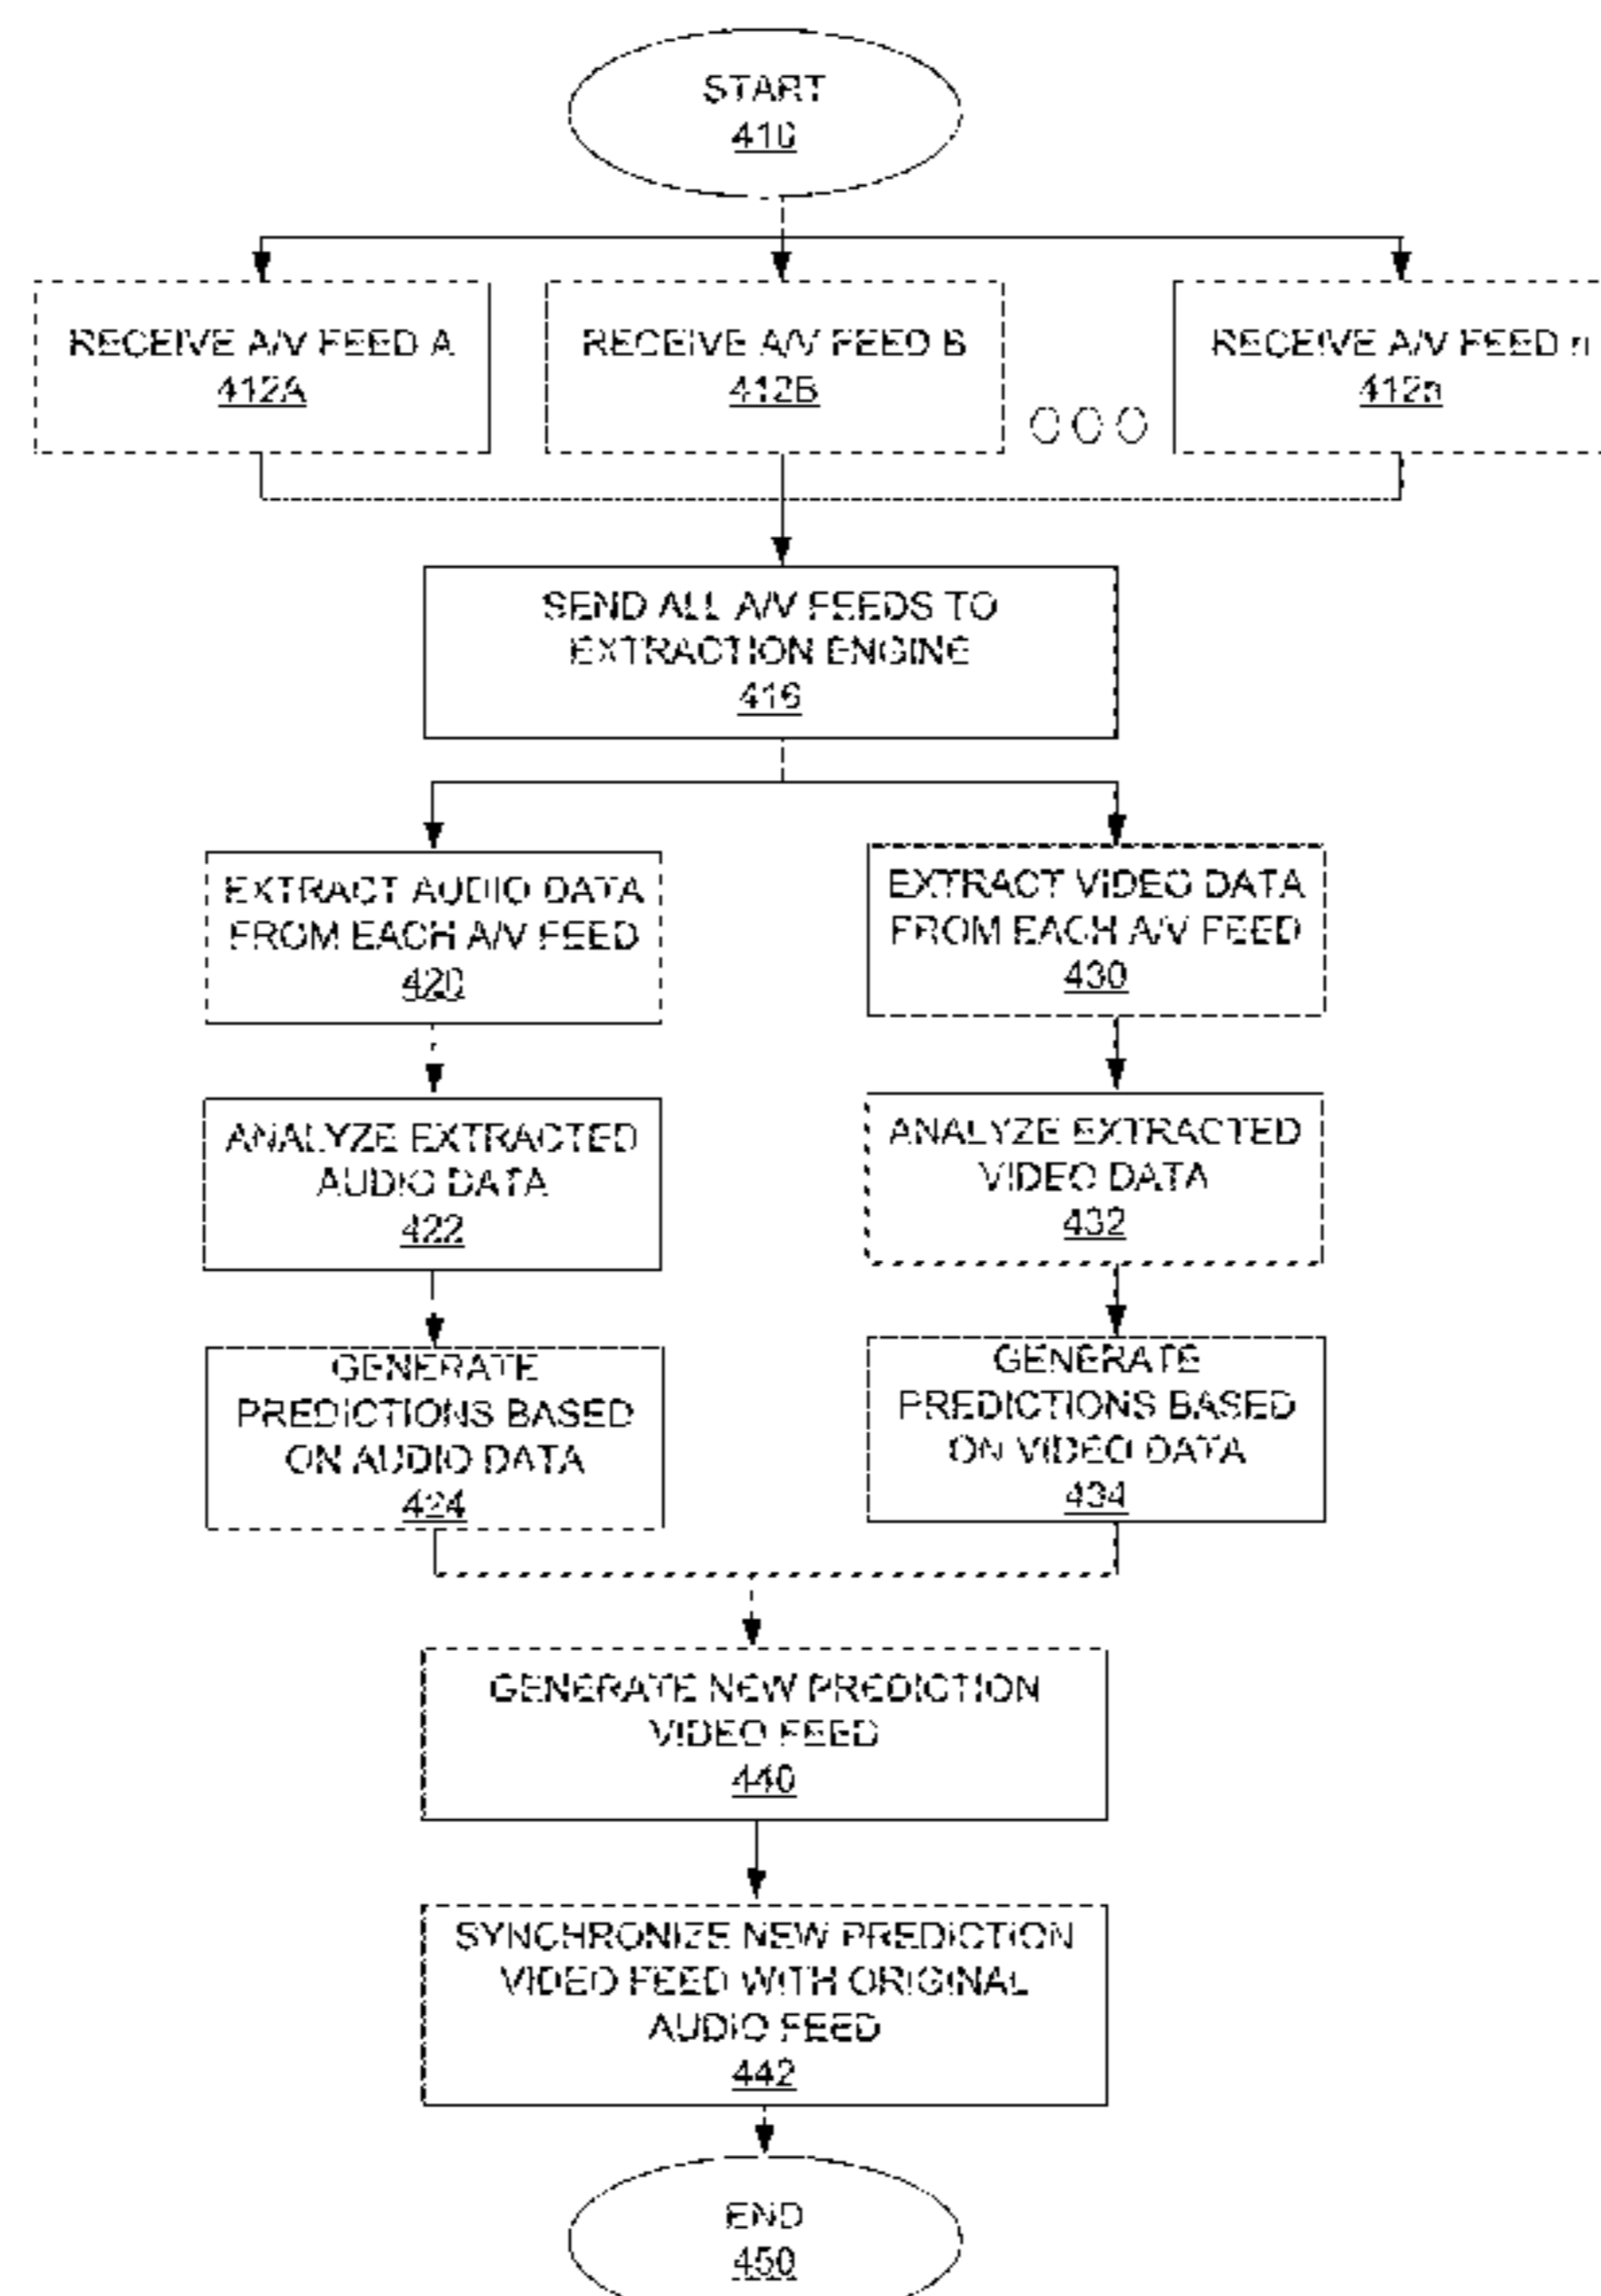 START
410
RECEIVE A/V FEED A
412A
RECEIVE A/V FEED B
412B
RECEIVE A/V FEED n
412n
SEND ALL A/V FEEDS TO
EXTRACTION ENGINE
416
EXTRACT AUDIO DATA
FROM EACH A/V FEED
420
EXTRACT VIDEO DATA
FROM EACH A/V FEED
430
ANALYZE EXTRACTED
AUDIO DATA
422
ANALYZE EXTRACTED
VIDEO DATA
432
GENERATE
PREDICTIONS BASED
ON AUDIO DATA
424
GENERATE
PREDICTIONS BASED
ON VIDEO DATA
434
GENERATE NEW PREDICTION
VIDEO FEED
440
SYNCHRONIZE NEW PREDICTION
VIDEO FEED WITH ORIGINAL
AUDIO FEED
442
END
450